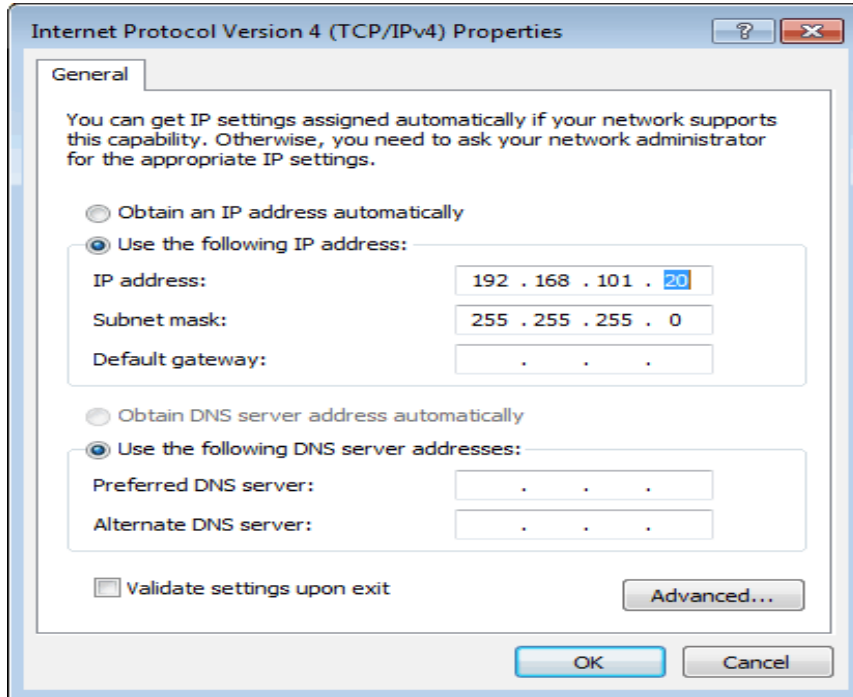 Internet Protocol Version 4 (TCP/IPv4) Properties
General
You can get IP settings assigned automatically if your network supports
this capability. Otherwise, you need to ask your network administrator
for the appropriate IP settings.
Obtain an IP address automatically
Use the following IP address:
IP address: 192 . 168 . 101 . 20
Subnet mask: 255 . 255 . 255 . 0
Default gateway: . . .
Obtain DNS server address automatically
Use the following DNS server addresses:
Preferred DNS server: . . .
Alternate DNS server: . . .
Validate settings upon exit
Advanced...
OK Cancel